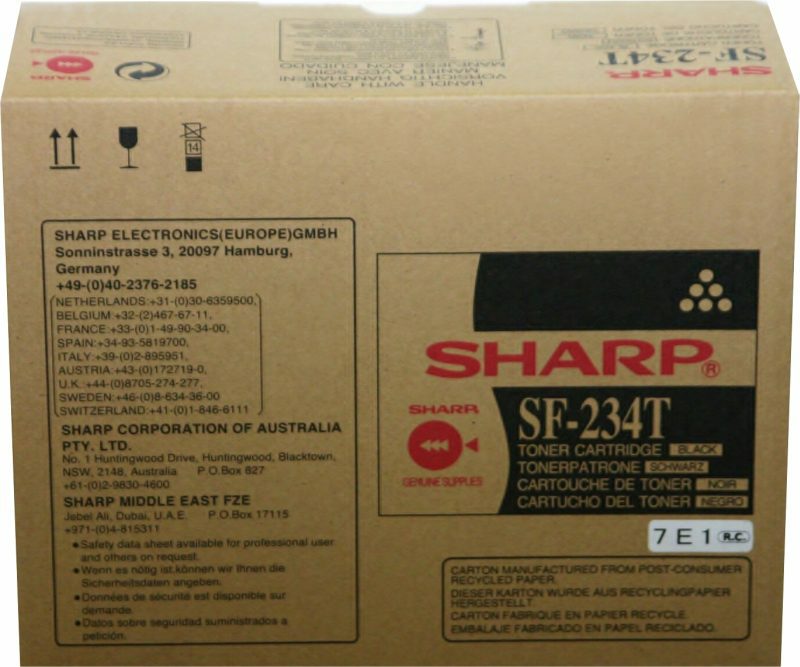 SHARP
SF-234T
HANDLE WITH CARE
VORSICHTIG HANDHABEN!
MANIER AVEC SOIN
MANEJESE CON CUIDADO
SHARP
14
SHARP ELECTRONICS(EUROPE)GMBH
Sonninstrasse 3, 20097 Hamburg,
Germany
+49-(0)40-2376-2185
NETHERLANDS:+31-(0)30-6359500,
BELGIUM:+32-(2)467-67-11,
FRANCE:+33-(0)1-49-90-34-00,
SPAIN:+34-93-5819700,
ITALY:+39-(0)2-895951,
AUSTRIA:+43-(0)172719-0,
U.K.:+44-(0)8705-274-277,
SWEDEN:+46-(0)8-634-36-00
SWITZERLAND:+41-(0)1-846-6111
SHARP CORPORATION OF AUSTRALIA
PTY. LTD.
No. 1 Huntingwood Drive, Huntingwood, Blacktown,
NSW, 2148, Australia P.O.Box 827
+61-(0)2-9830-4600
SHARP MIDDLE EAST FZE
Jebel Ali, Dubai, U.A.E. P.O.Box 17115
+971-(0)4-815311
•Safety data sheet available for professional user
and others on request.
•Wenn es nötig ist,können wir Ihnen die
Sicherheitsdaten angeben.
•Données de sécurité est disponible sur
demande.
•Datos sobre seguridad suministrados a
petición.
SHARP®
SHARP
GENUINE SUPPLIES
SF-234T
TONER CARTRIDGE BLACK
TONERPATRONE SCHWARZ
CARTOUCHE DE TONER NOIR
CARTUCHO DEL TONER NEGRO
7 E 1 R.C.
CARTON MANUFACTURED FROM POST-CONSUMER
RECYCLED PAPER.
DIESER KARTON WURDE AUS RECYCLINGPAPIER
HERGESTELLT.
CARTON FABRIQUE EN PAPIER RECYCLE.
EMBALAJE FABRICADO EN PAPEL RECICLADO.